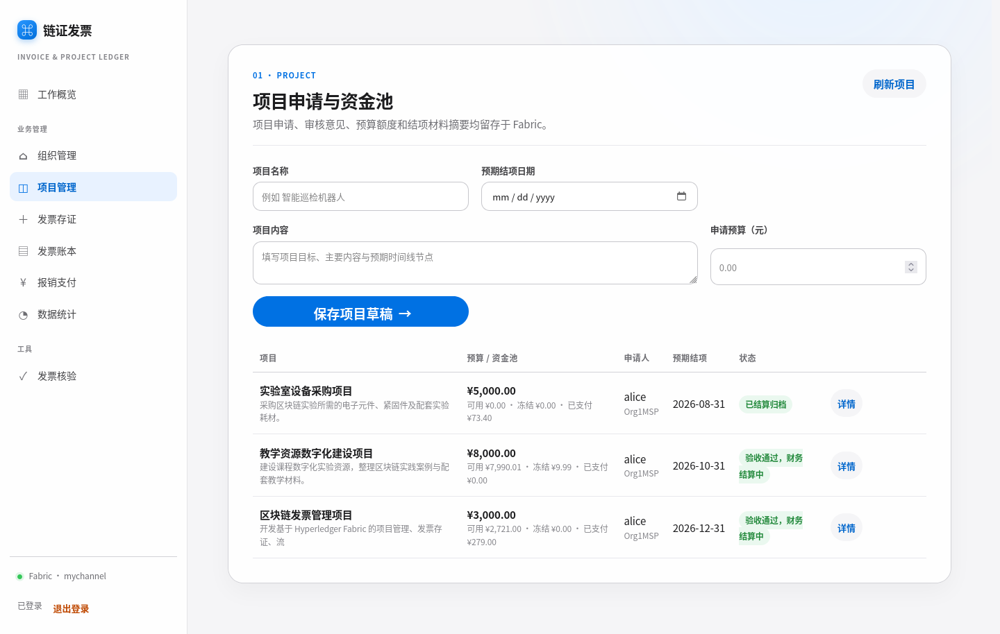 链证发票
INVOICE & PROJECT LEDGER
工作概览
业务管理
组织管理
项目管理
发票存证
发票账本
¥ 报销支付
数据统计
工具
发票核验
Fabric · mychannel
已登录 退出登录
01 · PROJECT
项目申请与资金池
项目申请、审核意见、预算额度和结项材料摘要均留存于 Fabric。
刷新项目
项目名称 预期结项日期
例如 智能巡检机器人 mm / dd / yyyy
项目内容 申请预算（元）
填写项目目标、主要内容与预期时间线节点 0.00
保存项目草稿 →
项目 预算 / 资金池 申请人 预期结项 状态
实验室设备采购项目
采购区块链实验所需的电子元件、紧固件及配套实验
耗材。
¥5,000.00
可用 ¥0.00 · 冻结 ¥0.00 · 已支付
¥73.40
alice
Org1MSP
2026-08-31
已结算归档
详情
教学资源数字化建设项目
建设课程数字化实验资源，整理区块链实践案例与配
套教学材料。
¥8,000.00
可用 ¥7,990.01 · 冻结 ¥9.99 · 已支付
¥0.00
alice
Org1MSP
2026-10-31
验收通过，财务
结算中
详情
区块链发票管理项目
开发基于 Hyperledger Fabric 的项目管理、发票存
证、流
¥3,000.00
可用 ¥2,721.00 · 冻结 ¥0.00 · 已支付
¥279.00
alice
Org1MSP
2026-12-31
验收通过，财务
结算中
详情